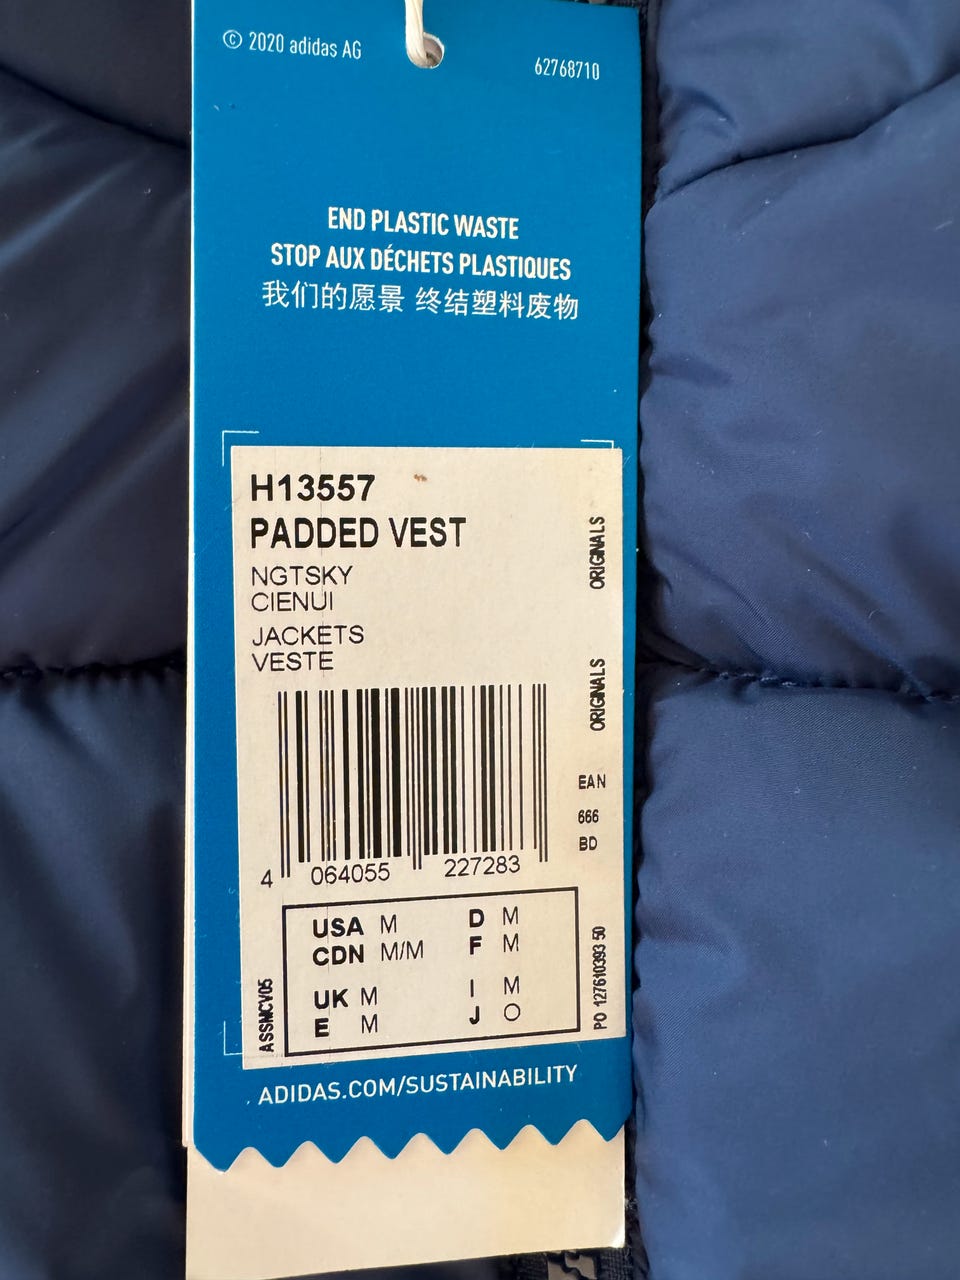 © 2020 adidas AG
62768710
END PLASTIC WASTE
STOP AUX DÉCHETS PLASTIQUES
我们的愿景 终结塑料废物
H13557
PADDED VEST
NGTSKY
CIENUI
JACKETS
VESTE
ORIGINALS
ORIGINALS
EAN
666
BD
4 064055 227283
USA M D M
CDN M/M F M
UK M I M
E M J O
ASSMCV05
PO 127610393 50
ADIDAS.COM/SUSTAINABILITY